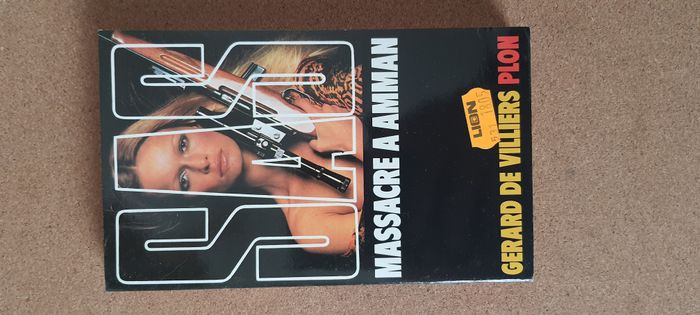 SAS
MASSACRE A AMMAN
LION
GERARD DE VILLIERS PLON